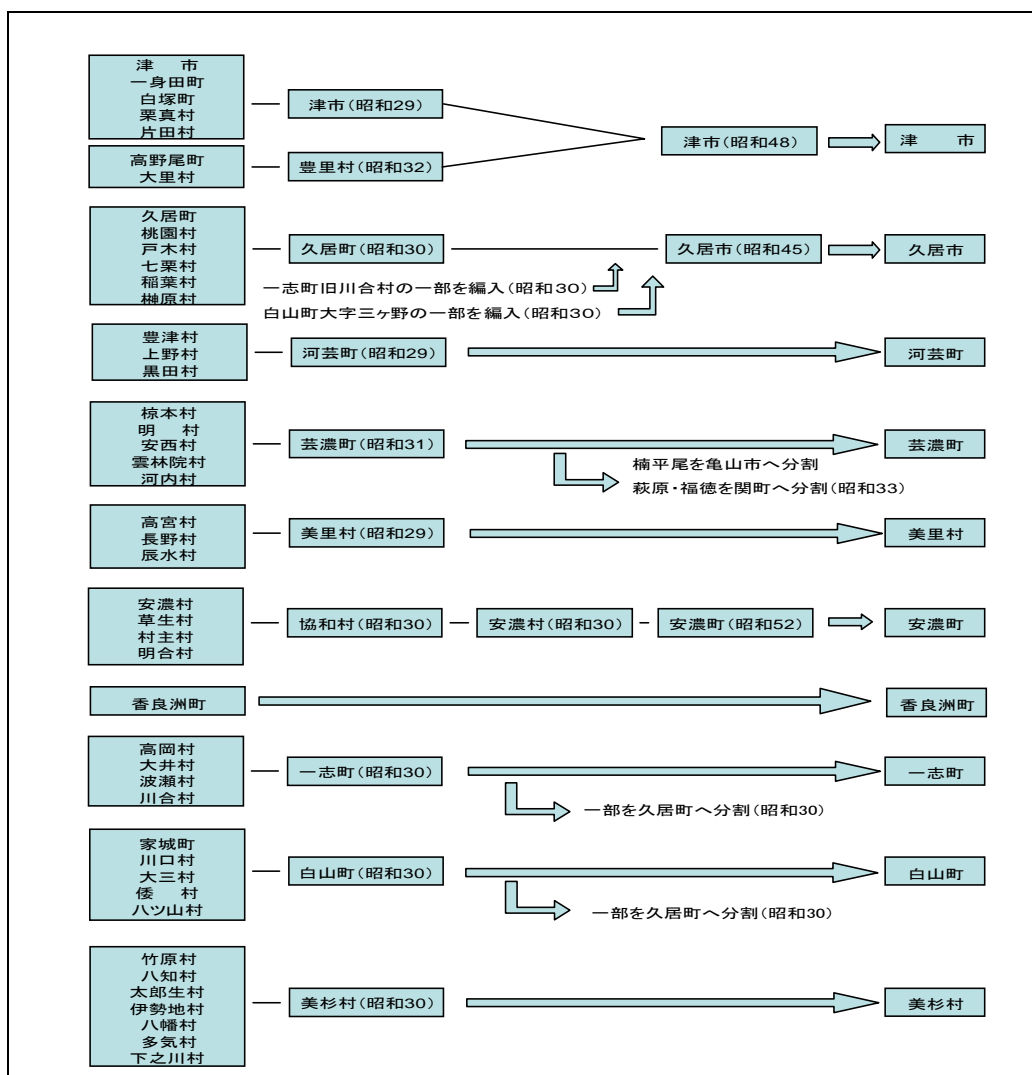 津　市
一身田町
白塚町
栗真村
片田村
津市(昭和29)
高野尾町
大里村
豊里村(昭和32)
津市(昭和48)
津　市
久居町
桃園村
戸木村
七栗村
稲葉村
榊原村
久居町(昭和30)
久居市(昭和45)
久居市
一志町旧川合村の一部を編入(昭和30)
白山町大字三ヶ野の一部を編入(昭和30)
豊津村
上野村
黒田村
河芸町(昭和29)
河芸町
椋本村
明　村
安西村
雲林院村
河内村
芸濃町(昭和31)
芸濃町
楠平尾を亀山市へ分割
萩原・福徳を関町へ分割(昭和33)
高宮村
長野村
辰水村
美里村(昭和29)
美里村
安濃村
草生村
村主村
明合村
協和村(昭和30)
安濃村(昭和30)
安濃町(昭和52)
安濃町
香良洲町
香良洲町
高岡村
大井村
波瀬村
川合村
一志町(昭和30)
一志町
一部を久居町へ分割(昭和30)
家城町
川口村
大三村
倭　村
八ツ山村
白山町(昭和30)
白山町
一部を久居町へ分割(昭和30)
竹原村
八知村
太郎生村
伊勢地村
八幡村
多気村
下之川村
美杉村(昭和30)
美杉村